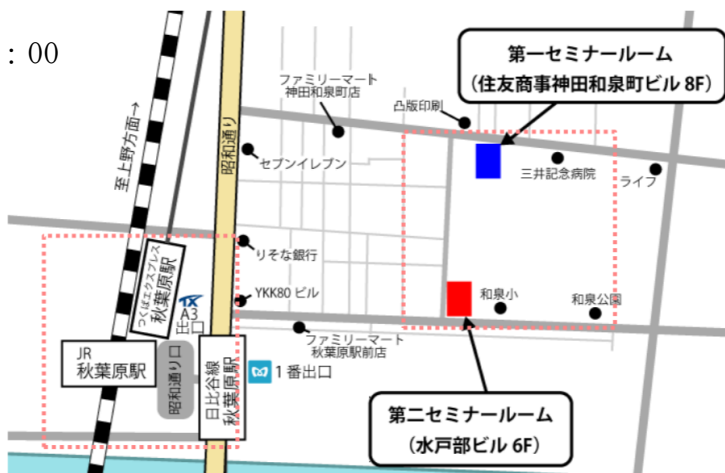 : 00
第一セミナールーム
(住友商事神田和泉町ビル 8F)
ファミリーマート
神田和泉町店
凸版印刷
至上野方面→
昭和通り
セブンイレブン
三井記念病院
ライフ
りそな銀行
つくばエクスプレス
秋葉原駅
TX
A3
出口
YKK80 ビル
和泉小
和泉公園
ファミリーマート
秋葉原駅前店
JR
秋葉原駅
昭和通り口
日比谷線
秋葉原駅
1 番出口
第二セミナールーム
(水戸部ビル 6F)